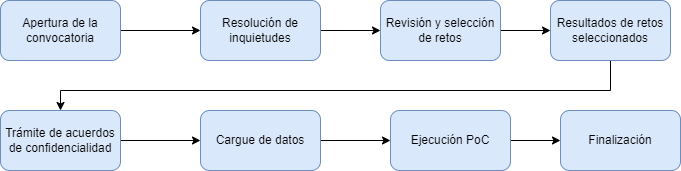 Apertura de la
convocatoria
Resolución de
inquietudes
Revisión y selección
de retos
Resultados de retos
seleccionados
Trámite de acuerdos
de confidencialidad
Cargue de datos
Ejecución PoC
Finalización